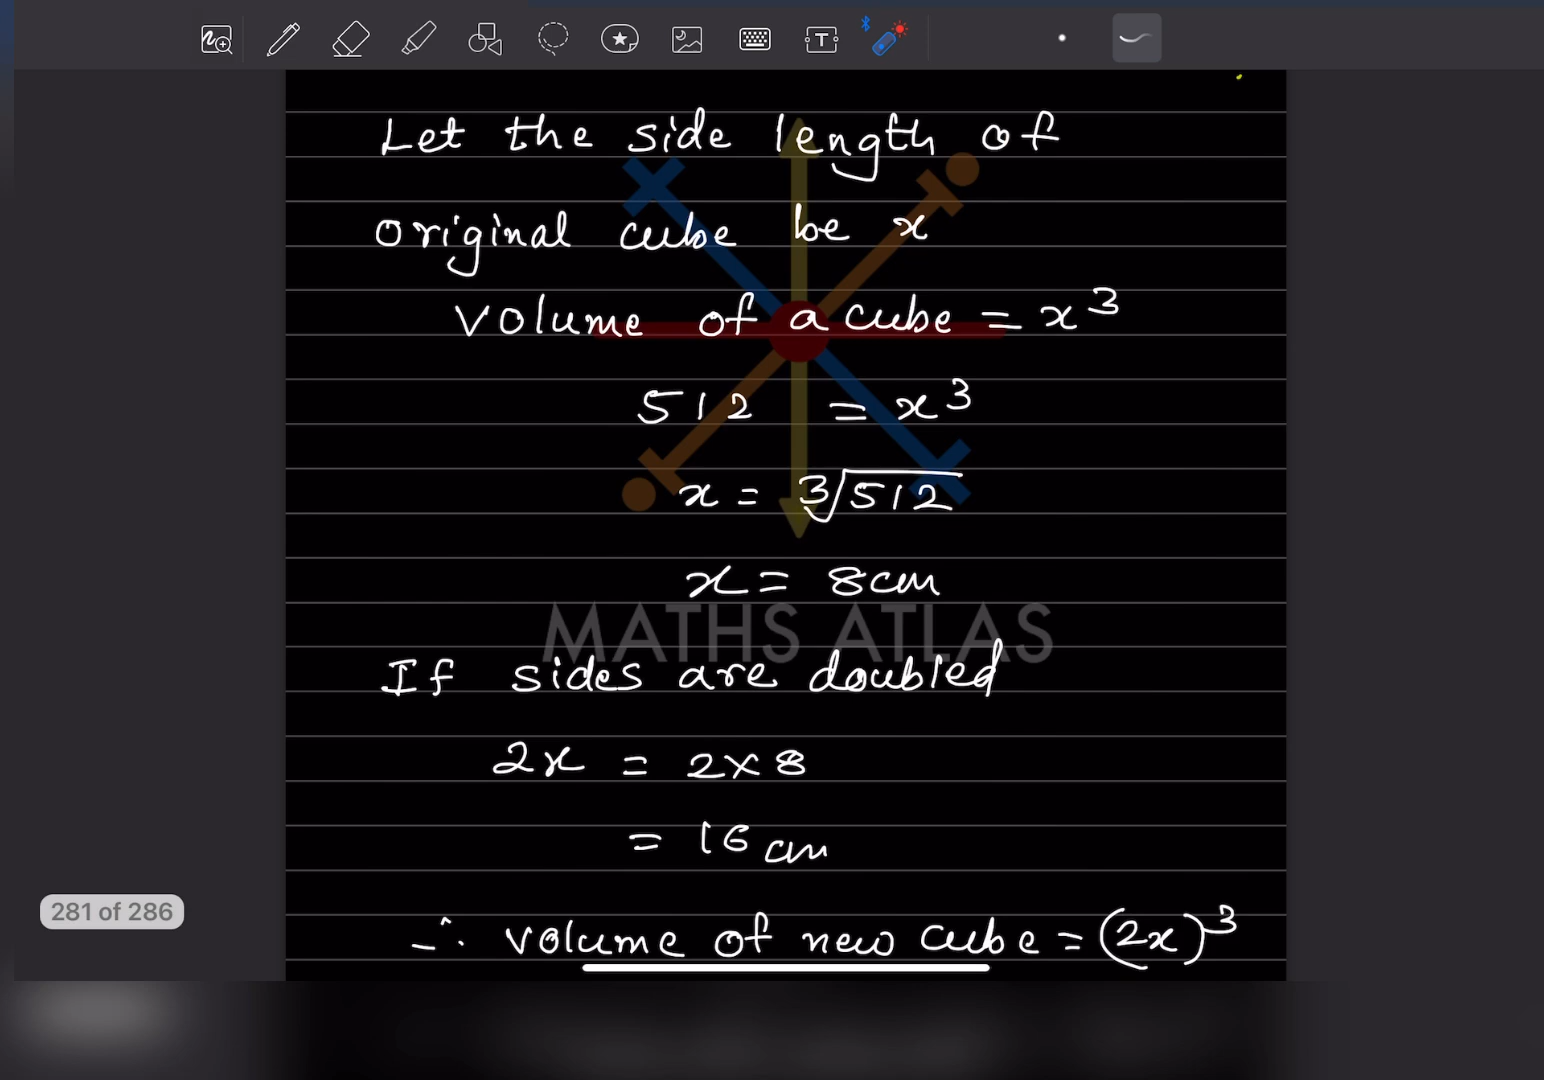 Let the side length of
original cube be x
volume of a cube = x³
512 = x³
x = ∛512
x = 8cm
MATHS ATLAS
If sides are doubled
2x = 2×8
= 16 cm
281 of 286
∴ volume of new cube = (2x)³